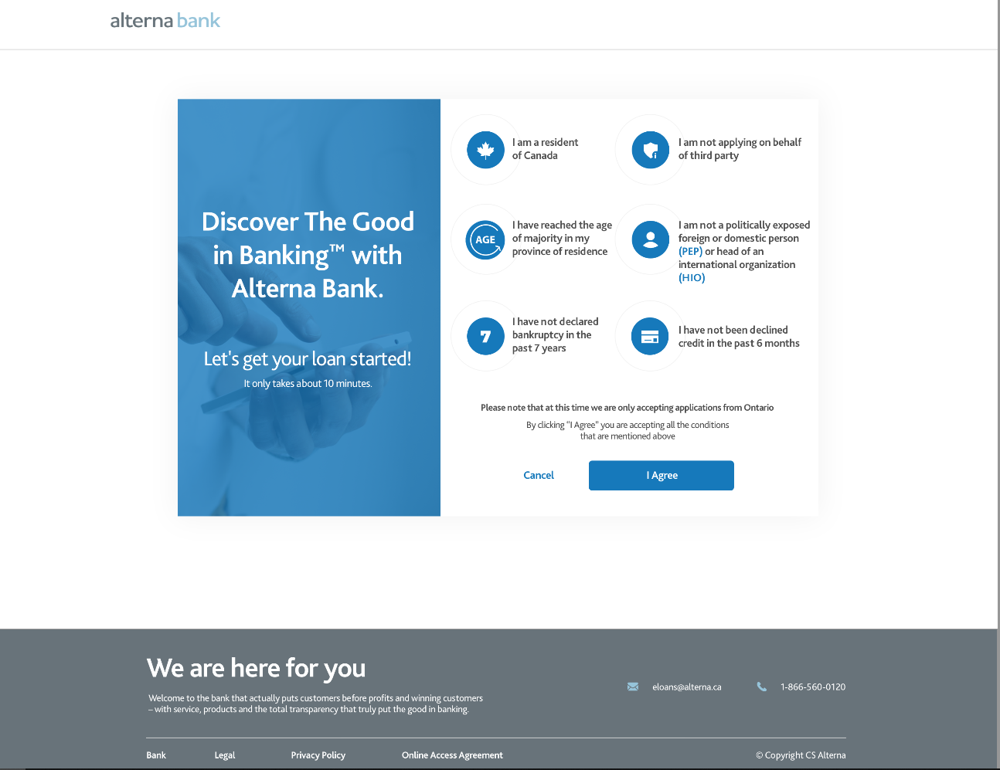 alterna bank
Discover The Good
in Banking™ with
Alterna Bank.
Let's get your loan started!
It only takes about 10 minutes.
I am a resident
of Canada
I am not applying on behalf
of third party
AGE
I have reached the age
of majority in my
province of residence
I am not a politically exposed
foreign or domestic person
(PEP) or head of an
international organization
(HIO)
7
I have not declared
bankruptcy in the
past 7 years
I have not been declined
credit in the past 6 months
Please note that at this time we are only accepting applications from Ontario
By clicking “I Agree” you are accepting all the conditions
that are mentioned above
Cancel
I Agree
We are here for you
Welcome to the bank that actually puts customers before profits and winning customers
– with service, products and the total transparency that truly put the good in banking.
eloans@alterna.ca
1-866-560-0120
Bank
Legal
Privacy Policy
Online Access Agreement
© Copyright CS Alterna